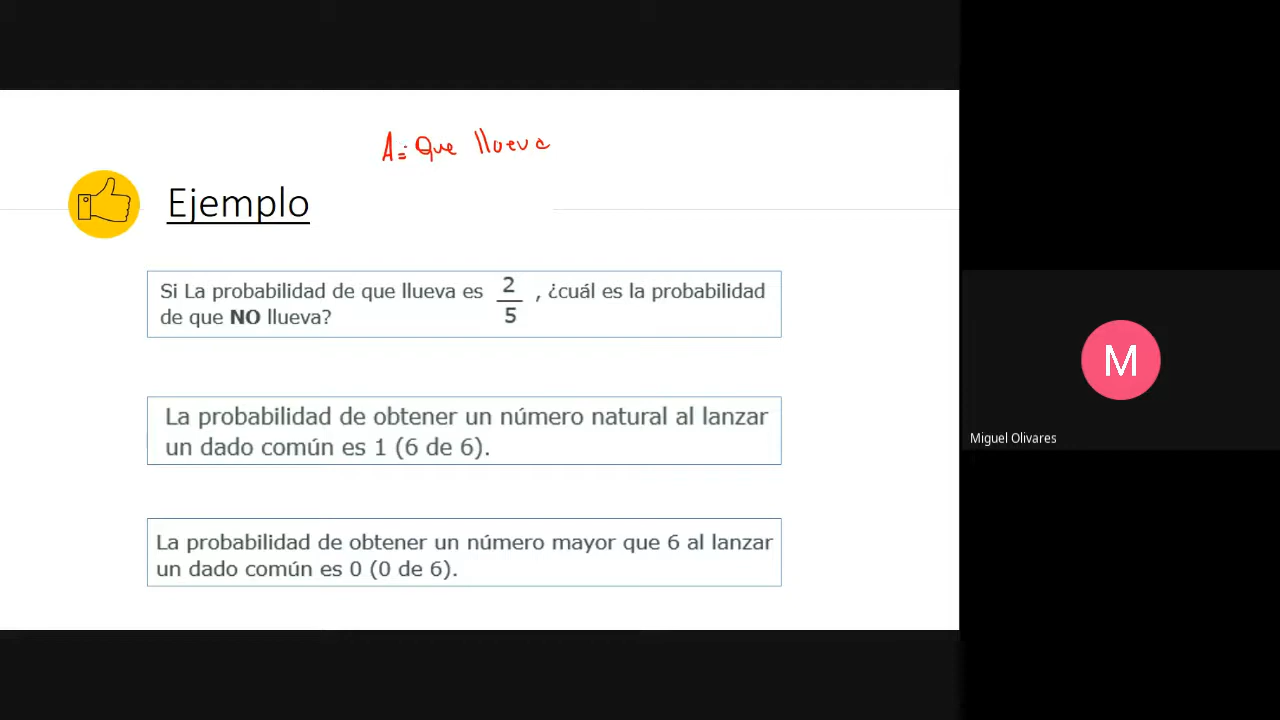 A= Que llueva
Ejemplo
Si La probabilidad de que llueva es 2/5 , ¿cuál es la probabilidad
de que NO llueva?
La probabilidad de obtener un número natural al lanzar
un dado común es 1 (6 de 6).
La probabilidad de obtener un número mayor que 6 al lanzar
un dado común es 0 (0 de 6).
M
Miguel Olivares